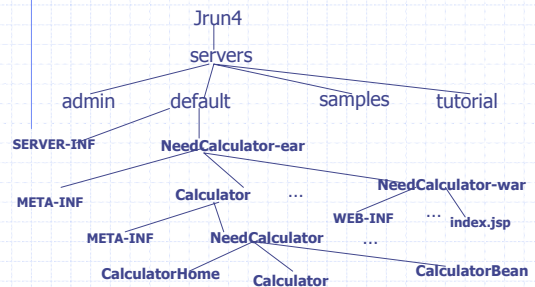 Jrun4
servers
admin default samples tutorial
SERVER-INF NeedCalculator-ear
META-INF Calculator ... NeedCalculator-war
WEB-INF ... index.jsp
META-INF NeedCalculator ...
CalculatorHome Calculator CalculatorBean